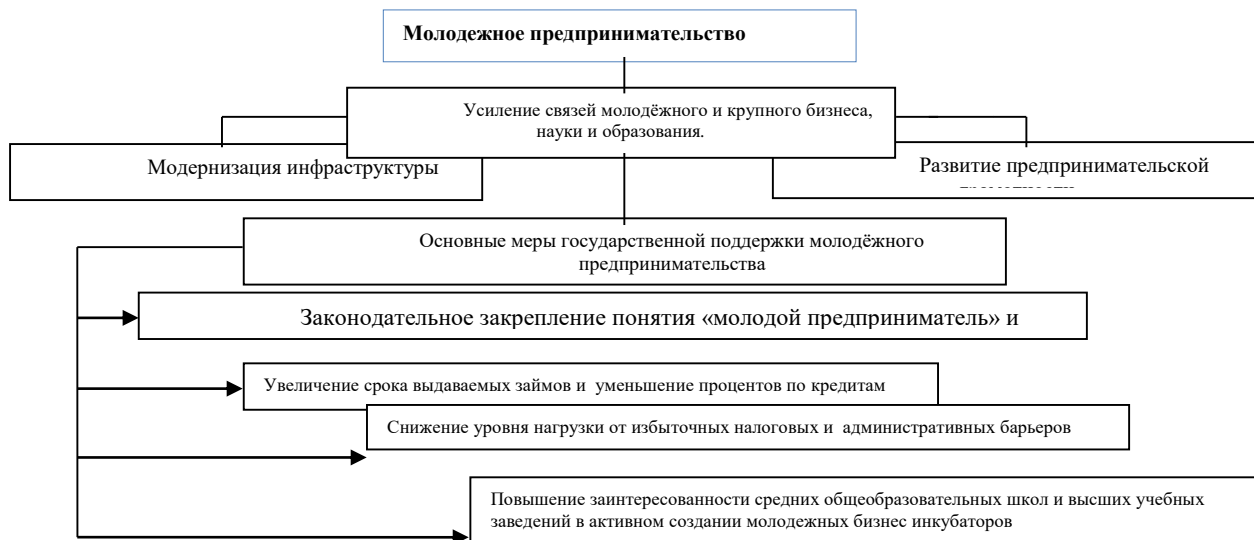 Молодежное предпринимательство
Усиление связей молодёжного и крупного бизнеса,
науки и образования.
Модернизация инфраструктуры
Развитие предпринимательской
Основные меры государственной поддержки молодёжного
предпринимательства
Законодательное закрепление понятия «молодой предприниматель» и
Увеличение срока выдаваемых займов и уменьшение процентов по кредитам
Снижение уровня нагрузки от избыточных налоговых и административных барьеров
Повышение заинтересованности средних общеобразовательных школ и высших учебных
заведений в активном создании молодежных бизнес инкубаторов